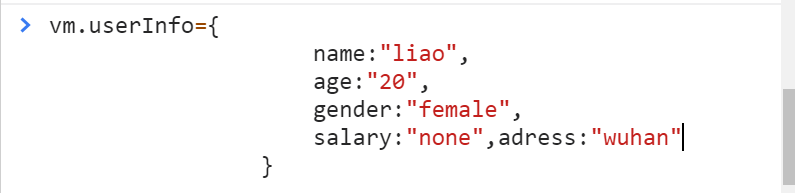 > vm.userInfo={
name:"liao",
age:"20",
gender:"female",
salary:"none",adress:"wuhan"
}